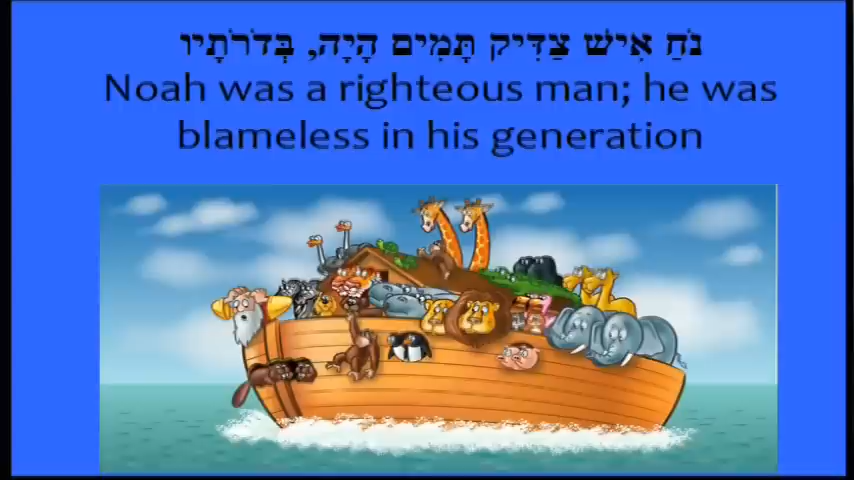 נֹחַ אִישׁ צַדִּיק תָּמִים הָיָה, בְּדֹרֹתָיו
Noah was a righteous man; he was
blameless in his generation